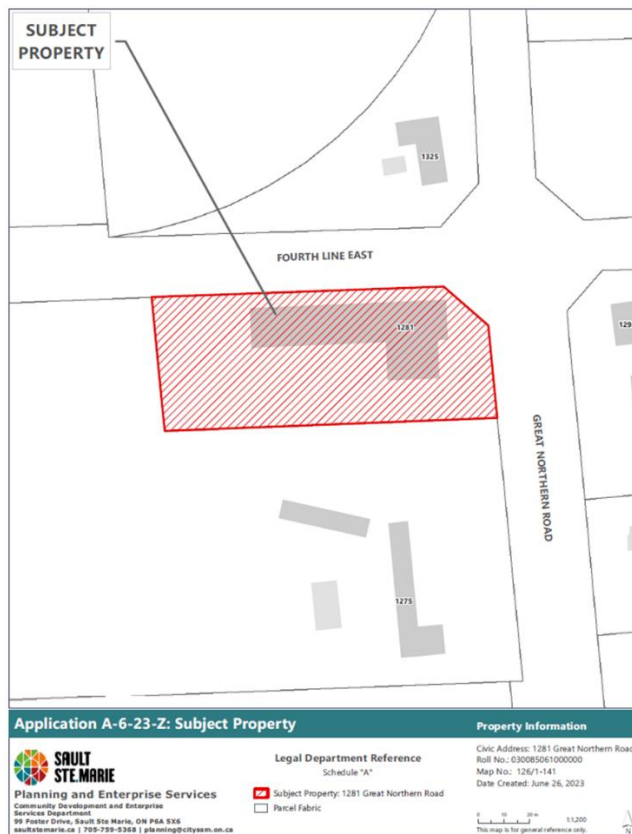 SUBJECT
PROPERTY
1325
FOURTH LINE EAST
1281
GREAT NORTHERN ROAD
1275
Application A-6-23-Z: Subject Property
SAULT
STE.MARIE
Planning and Enterprise Services
Community Development and Enterprise
Services Department
99 Foster Drive, Sault Ste Marie, ON P6A 5X6
saultstemarie.ca | 705-759-5368 | planning@cityssm.on.ca
Legal Department Reference
Schedule "A"
Subject Property: 1281 Great Northern Road
Parcel Fabric
Property Information
Civic Address: 1281 Great Northern Road
Roll No.: 030085061000000
Map No.: 126/1-141
Date Created: June 26, 2023
0 10 20 m
1:1,200
This map is for general reference only.